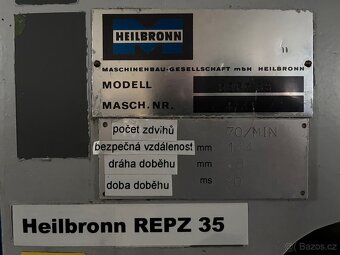 HEILBRONN
MASCHINENBAU-GESELLSCHAFT mbH HEILBRONN
MODELL
MASCH.NR.
počet zdvihů 70/MIN
bezpečná vzdálenost mm
dráha doběhu mm
doba doběhu ms
Heilbronn REPZ 35
Bazoš.cz